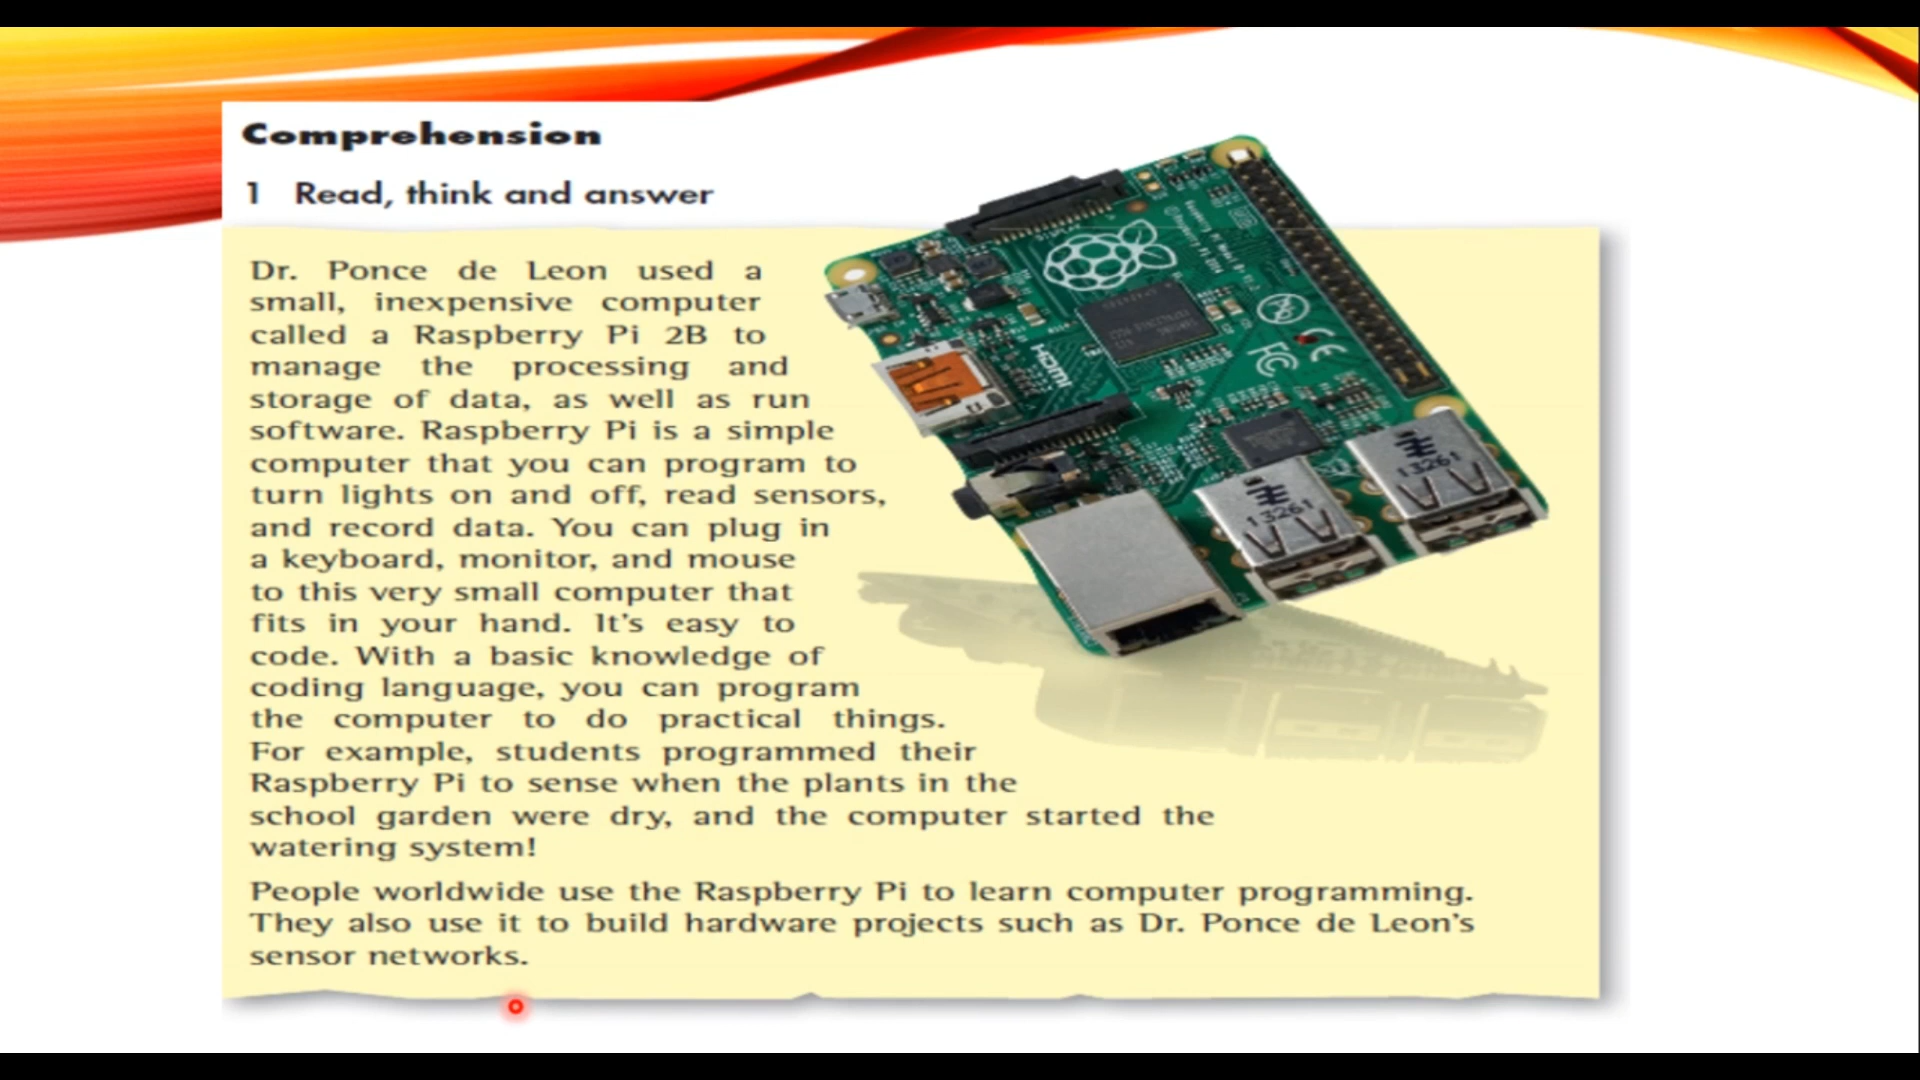 Comprehension
1 Read, think and answer
Dr. Ponce de Leon used a
small, inexpensive computer
called a Raspberry Pi 2B to
manage the processing and
storage of data, as well as run
software. Raspberry Pi is a simple
computer that you can program to
turn lights on and off, read sensors,
and record data. You can plug in
a keyboard, monitor, and mouse
to this very small computer that
fits in your hand. It's easy to
code. With a basic knowledge of
coding language, you can program
the computer to do practical things.
For example, students programmed their
Raspberry Pi to sense when the plants in the
school garden were dry, and the computer started the
watering system!
People worldwide use the Raspberry Pi to learn computer programming.
They also use it to build hardware projects such as Dr. Ponce de Leon's
sensor networks.
HDMI
FC
CE
13261
13261